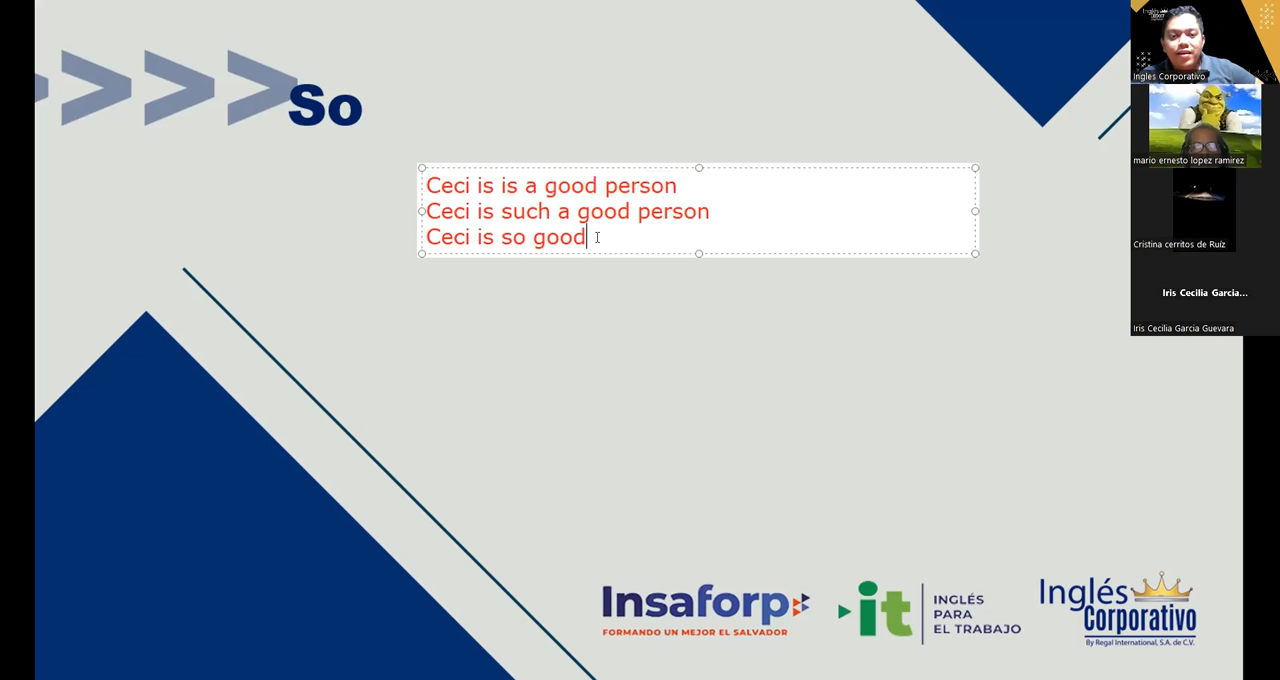 So
Ceci is is a good person
Ceci is such a good person
Ceci is so good
Ingles Corporativo
mario ernesto lopez ramirez
Cristina cerritos de Ruíz
Iris Cecilia Garcia...
Iris Cecilia Garcia Guevara
Insaforp
FORMANDO UN MEJOR EL SALVADOR
it
INGLÉS
PARA
EL TRABAJO
Inglés
Corporativo
By Regal International, S.A. de C.V.